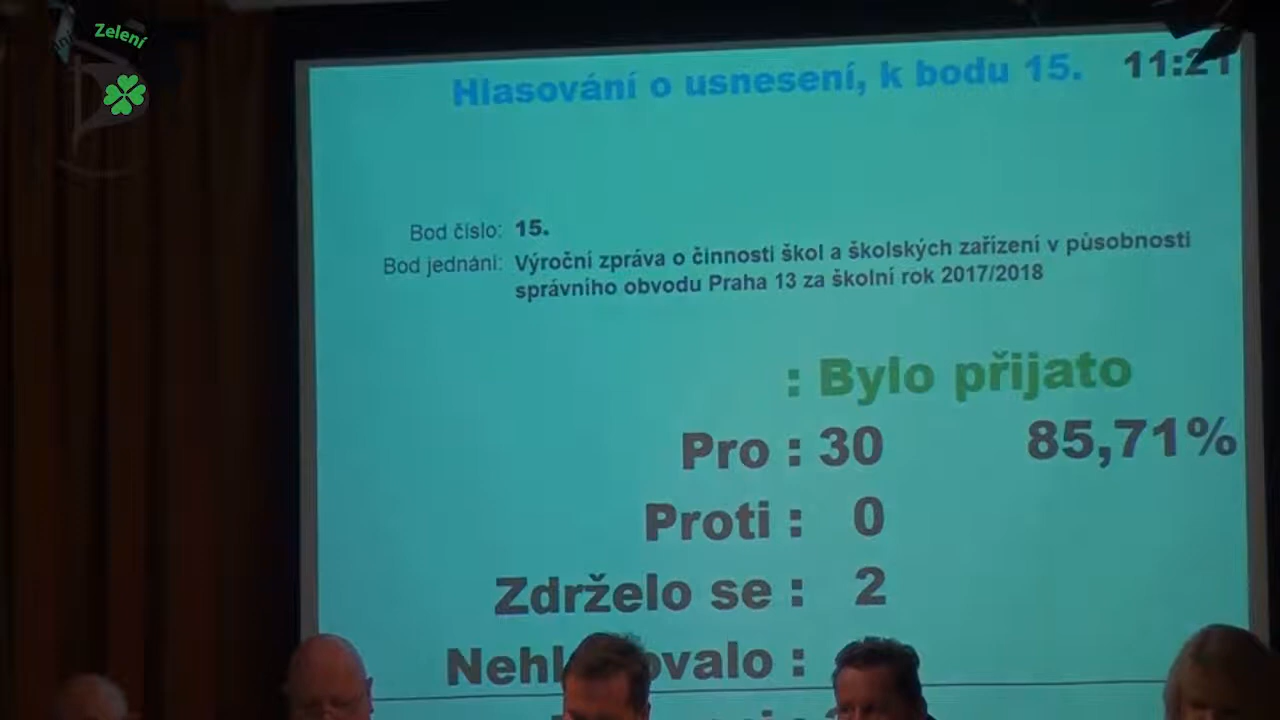 Zelení
Hlasování o usnesení, k bodu 15. 11:21
Bod číslo: 15.
Bod jednání: Výroční zpráva o činnosti škol a školských zařízení v působnosti
správního obvodu Praha 13 za školní rok 2017/2018
: Bylo přijato
Pro : 30 85,71%
Proti : 0
Zdrželo se : 2